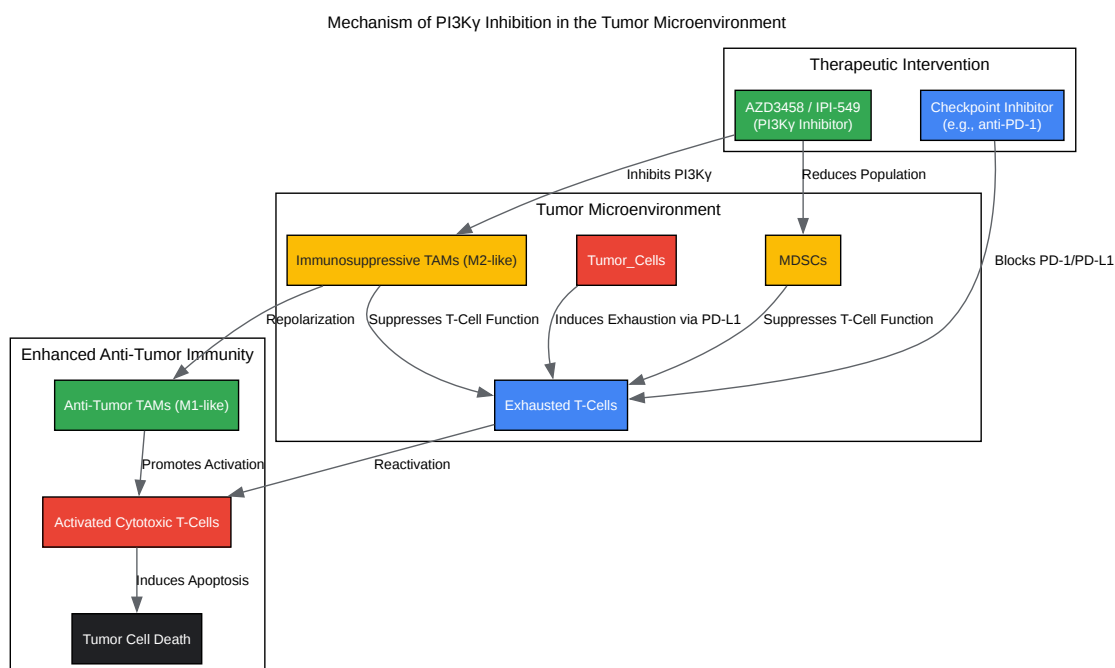 Mechanism of PI3Kγ Inhibition in the Tumor Microenvironment
Therapeutic Intervention
AZD3458 / IPI-549
(PI3Kγ Inhibitor)
Checkpoint Inhibitor
(e.g., anti-PD-1)
Inhibits PI3Kγ
Reduces Population
Tumor Microenvironment
Immunosuppressive TAMs (M2-like)
Tumor_Cells
MDSCs
Blocks PD-1/PD-L1
Repolarization
Suppresses T-Cell Function
Induces Exhaustion via PD-L1
Suppresses T-Cell Function
Enhanced Anti-Tumor Immunity
Anti-Tumor TAMs (M1-like)
Exhausted T-Cells
Promotes Activation
Reactivation
Activated Cytotoxic T-Cells
Induces Apoptosis
Tumor Cell Death